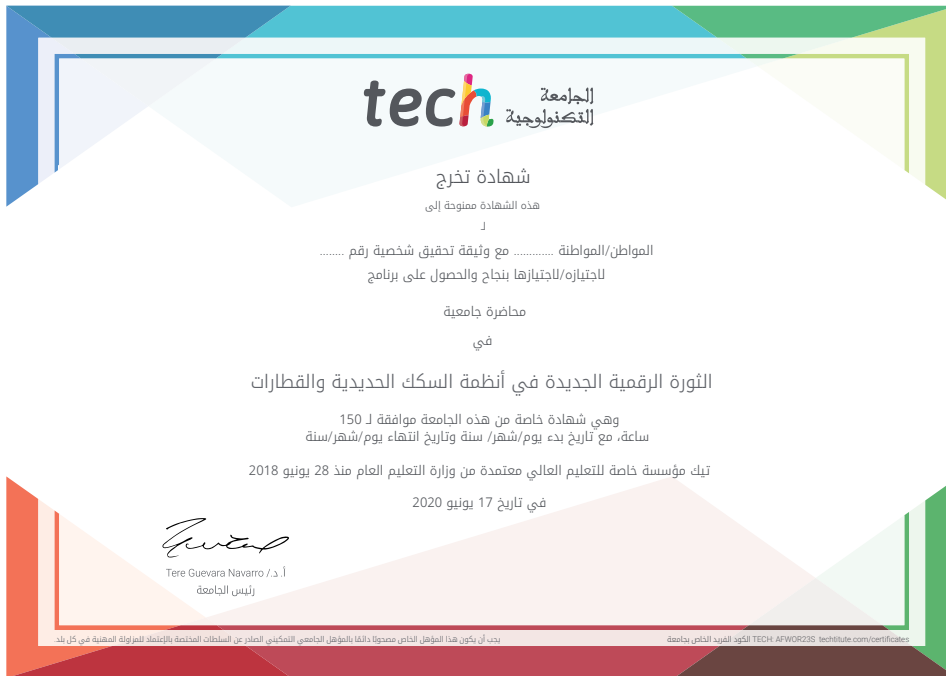 tech الجامعة
التكنولوجية
شهادة تخرج
هذه الشهادة ممنوحة إلى
لـ
المواطن/المواطنة ............ مع وثيقة تحقيق شخصية رقم ........
لاجتيازه/لاجتيازها بنجاح والحصول على برنامج
محاضرة جامعية
في
الثورة الرقمية الجديدة في أنظمة السكك الحديدية والقطارات
وهي شهادة خاصة من هذه الجامعة موافقة لـ 150
ساعة، مع تاريخ بدء يوم/شهر/ سنة وتاريخ انتهاء يوم/شهر/سنة
تيك مؤسسة خاصة للتعليم العالي معتمدة من وزارة التعليم العام منذ 28 يونيو 2018
في تاريخ 17 يونيو 2020
أ. د./ Tere Guevara Navarro
رئيس الجامعة
يجب أن يكون هذا المؤهل الخاص مصحوبًا دائمًا بالمؤهل الجامعي التمكيني الصادر عن السلطات المختصة بالإعتماد للمزاولة المهنية في كل بلد.
الكود الفريد الخاص بجامعة TECH: AFWOR23S techtitute.com/certificates